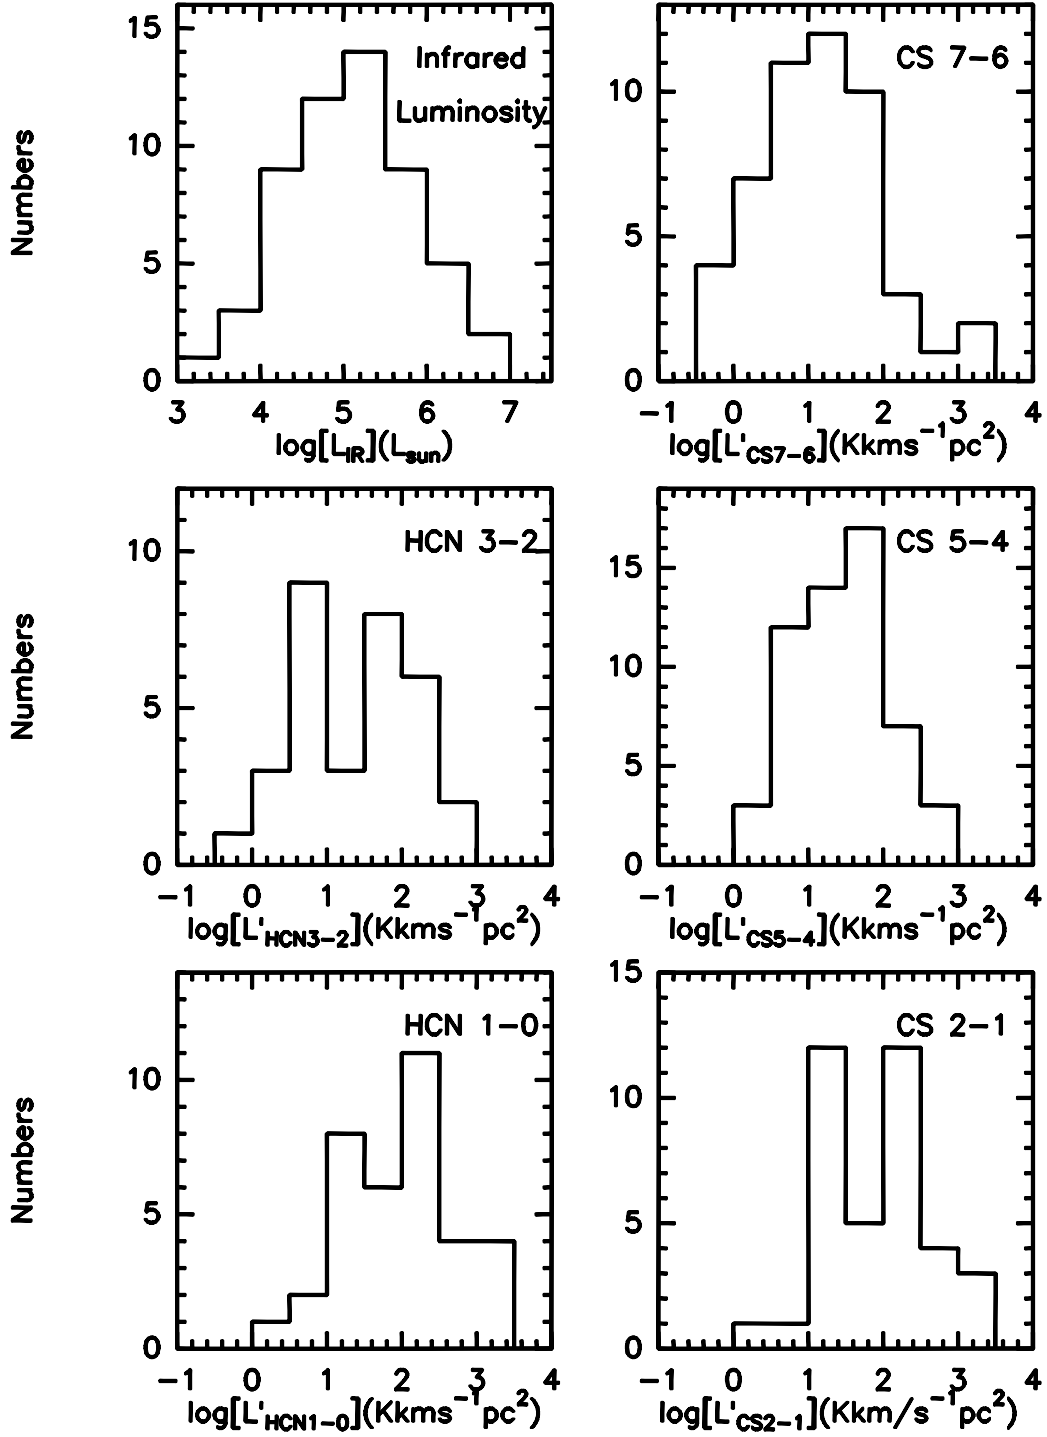 15
10
5
0
Numbers
Infrared
Luminosity
3 4 5 6 7
log[L_IR](L_sun)
10
5
0
CS 7−6
−1 0 1 2 3 4
log[L'_CS7−6](Kkms^−1pc^2)
10
5
0
Numbers
HCN 3−2
−1 0 1 2 3 4
log[L'_HCN3−2](Kkms^−1pc^2)
15
10
5
0
CS 5−4
−1 0 1 2 3 4
log[L'_CS5−4](Kkms^−1pc^2)
10
5
0
Numbers
HCN 1−0
−1 0 1 2 3 4
log[L'_HCN1−0](Kkms^−1pc^2)
15
10
5
0
CS 2−1
−1 0 1 2 3 4
log[L'_CS2−1](Kkm/s^−1pc^2)